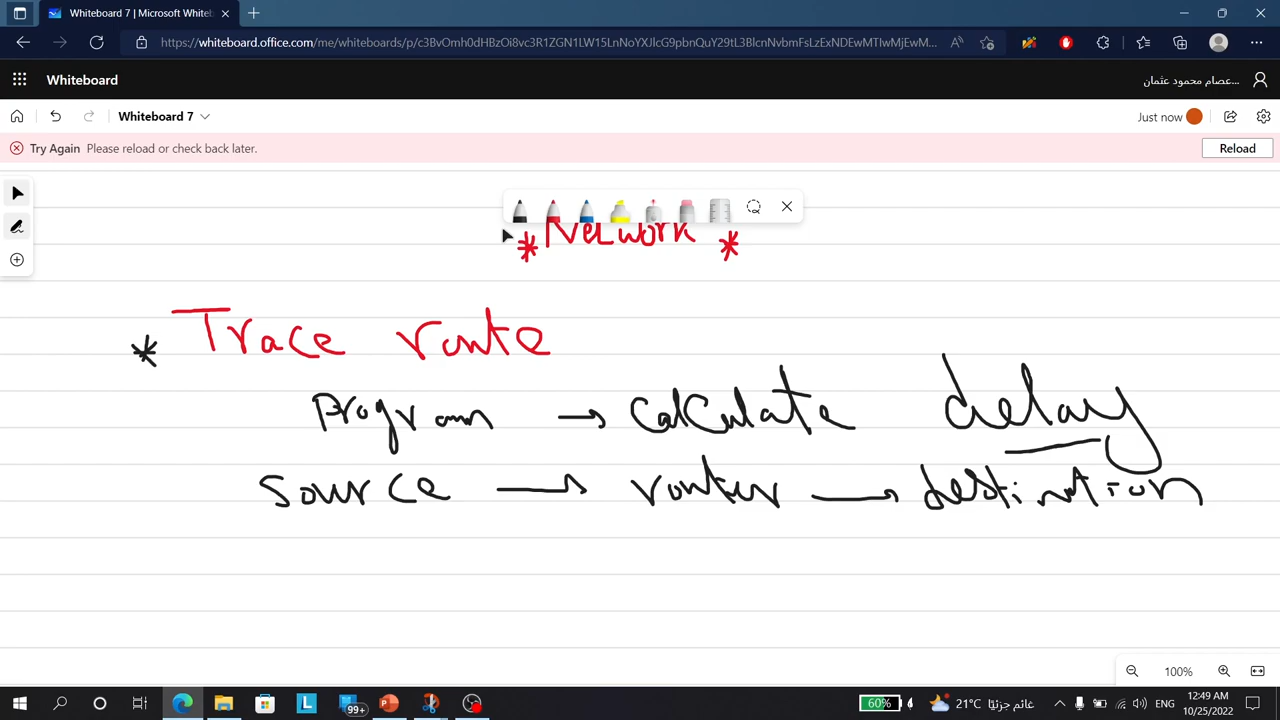 Whiteboard 7 | Microsoft Whiteb
https://whiteboard.office.com/me/whiteboards/p/c3BvOmh0dHBzOi8vc3R1ZGN1LW15LnNoYXJlcG9pbnQuY29tL3BlcnNvbmFsLzExNDEwMTIwMjEwM...
Whiteboard
عصام محمود عثمان...
Whiteboard 7
Just now
Try Again Please reload or check back later.
Reload
* Network *
* Trace route
Program → Calculate delay
Source → router → destination
100%
99+
60%
21°C غائم جزئيًا
12:49 AM
10/25/2022